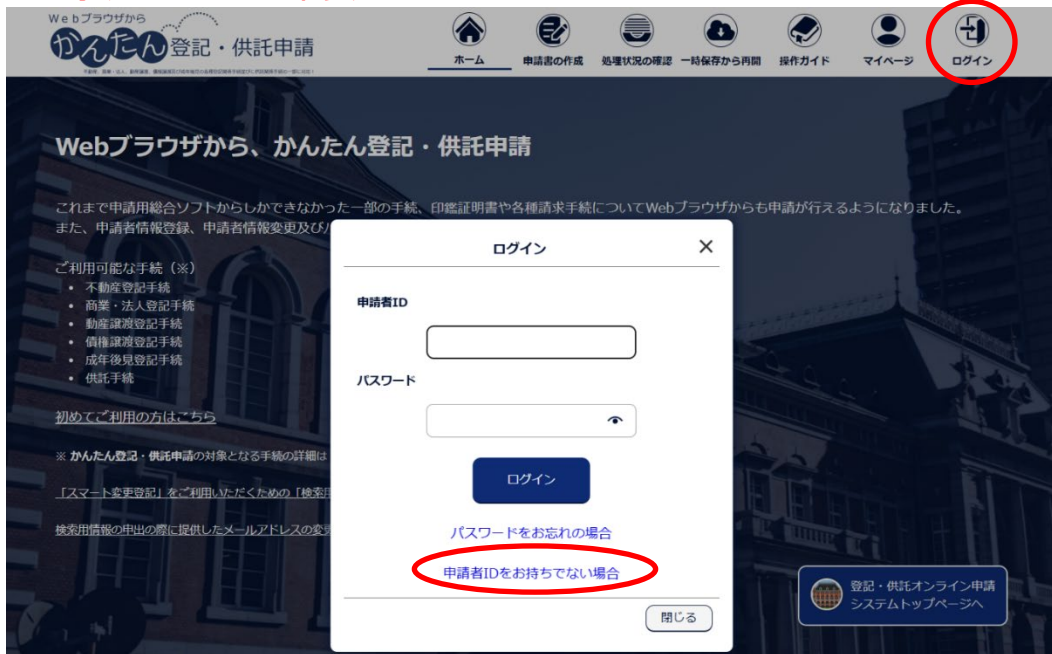 Webブラウザから
かんたん登記・供託申請
ホーム
申請書の作成
処理状況の確認
一時保存から再開
操作ガイド
マイページ
ログイン
Webブラウザから、かんたん登記・供託申請
これまで申請用総合ソフトからしかできなかった一部の手続、印鑑証明書や各種請求手続についてWebブラウザからも申請が行えるようになりました。
また、申請者情報登録、申請者情報変更及び
ご利用可能な手続（※）
• 不動産登記手続
• 商業・法人登記手続
• 動産譲渡登記手続
• 債権譲渡登記手続
• 成年後見登記手続
• 供託手続
初めてご利用の方はこちら
※ かんたん登記・供託申請の対象となる手続の詳細は
「スマート変更登記」をご利用いただくための「検索用
検索用情報の申出の際に提供したメールアドレスの変更
ログイン
×
申請者ID
パスワード
ログイン
パスワードをお忘れの場合
申請者IDをお持ちでない場合
閉じる
登記・供託オンライン申請
システムトップページへ